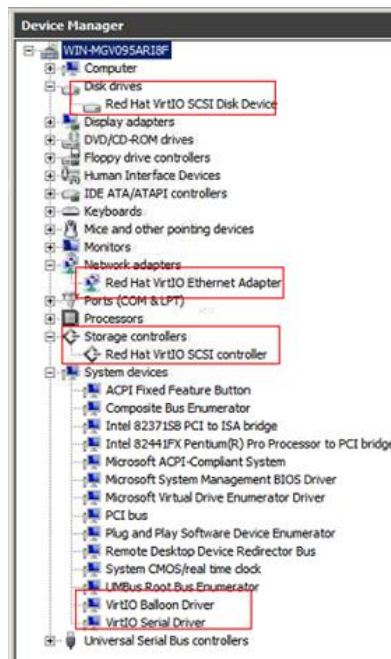 Device Manager
WIN-MGV095ARI8F
Computer
Disk drives
Red Hat VirtIO SCSI Disk Device
Display adapters
DVD/CD-ROM drives
Floppy drive controllers
Human Interface Devices
IDE ATA/ATAPI controllers
Keyboards
Mice and other pointing devices
Monitors
Network adapters
Red Hat VirtIO Ethernet Adapter
Ports (COM & LPT)
Processors
Storage controllers
Red Hat VirtIO SCSI controller
System devices
ACPI Fixed Feature Button
Composite Bus Enumerator
Intel 82371SB PCI to ISA bridge
Intel 82441FX Pentium(R) Pro Processor to PCI bridge
Microsoft ACPI-Compliant System
Microsoft System Management BIOS Driver
Microsoft Virtual Drive Enumerator Driver
PCI bus
Plug and Play Software Device Enumerator
Remote Desktop Device Redirector Bus
System CMOS/real time clock
UMBus Root Bus Enumerator
VirtIO Balloon Driver
VirtIO Serial Driver
Universal Serial Bus controllers